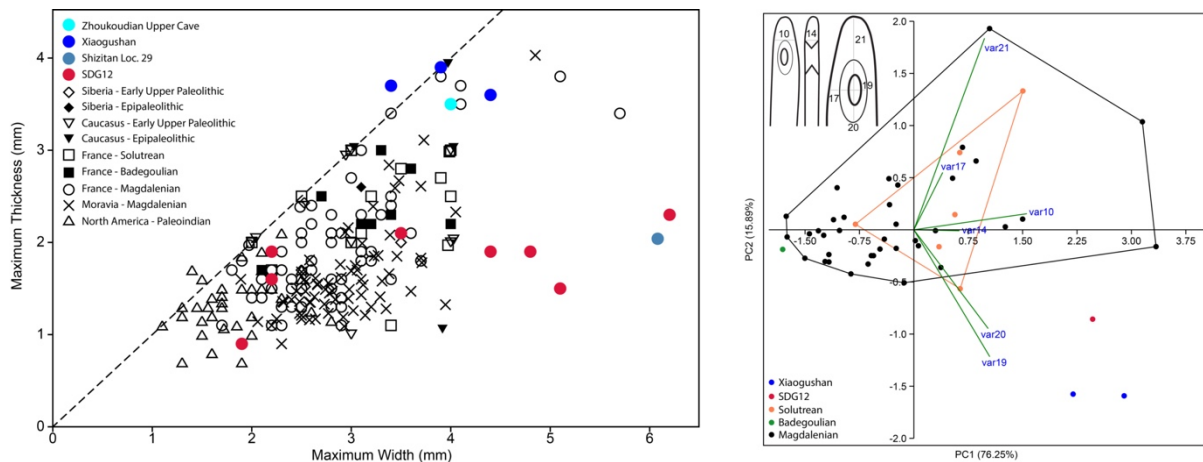 4
3
2
1
0
0
1
2
3
4
5
6
Maximum Thickness (mm)
Maximum Width (mm)
Zhoukoudian Upper Cave
Xiaogushan
Shizitan Loc. 29
SDG12
Siberia - Early Upper Paleolithic
Siberia - Epipaleolithic
Caucasus - Early Upper Paleolithic
Caucasus - Epipaleolithic
France - Solutrean
France - Badegoulian
France - Magdalenian
Moravia - Magdalenian
North America - Paleoindian
10
14
21
17
19
20
2.0
1.5
1.0
0.5
-0.5
-1.0
-1.5
-2.0
-1.50
-0.75
0.75
1.50
2.25
3.00
3.75
var21
var17
var10
var14
var20
var19
PC2 (15.89%)
PC1 (76.25%)
Xiaogushan
SDG12
Solutrean
Badegoulian
Magdalenian